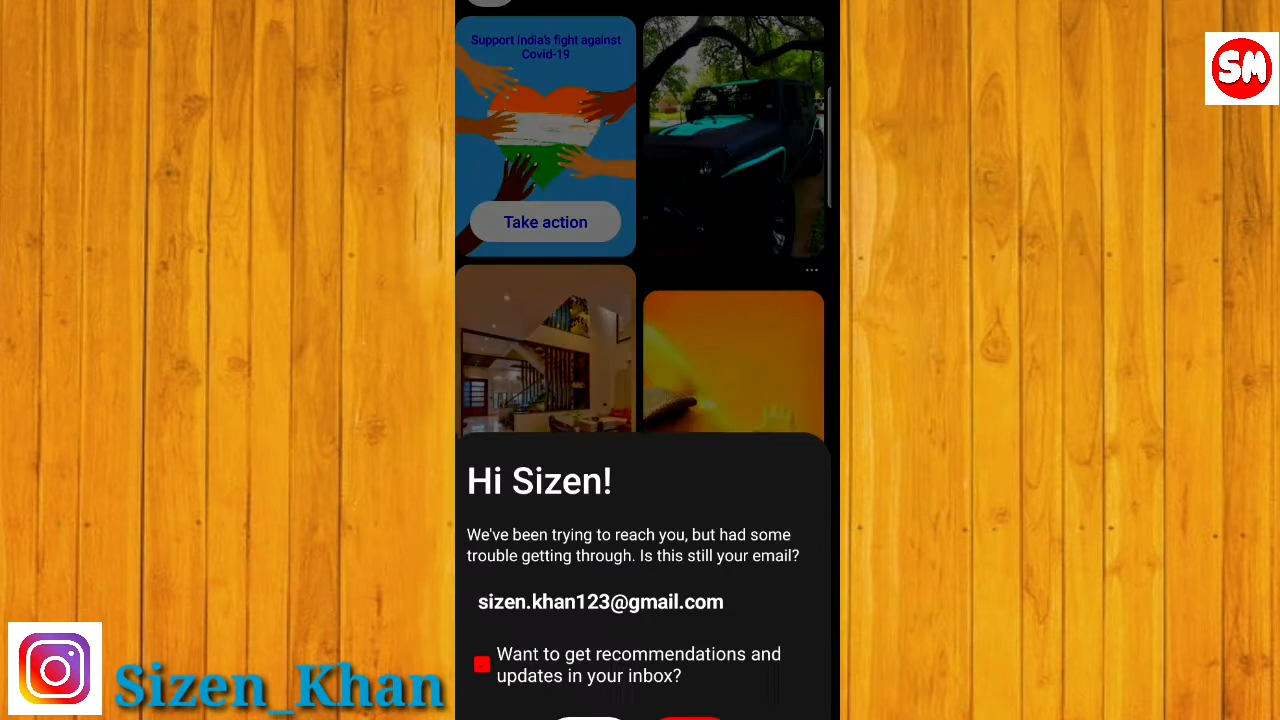 Support India's fight against
Covid-19
Take action
SM
Hi Sizen!
We've been trying to reach you, but had some
trouble getting through. Is this still your email?
sizen.khan123@gmail.com
Want to get recommendations and
updates in your inbox?
Sizen_Khan